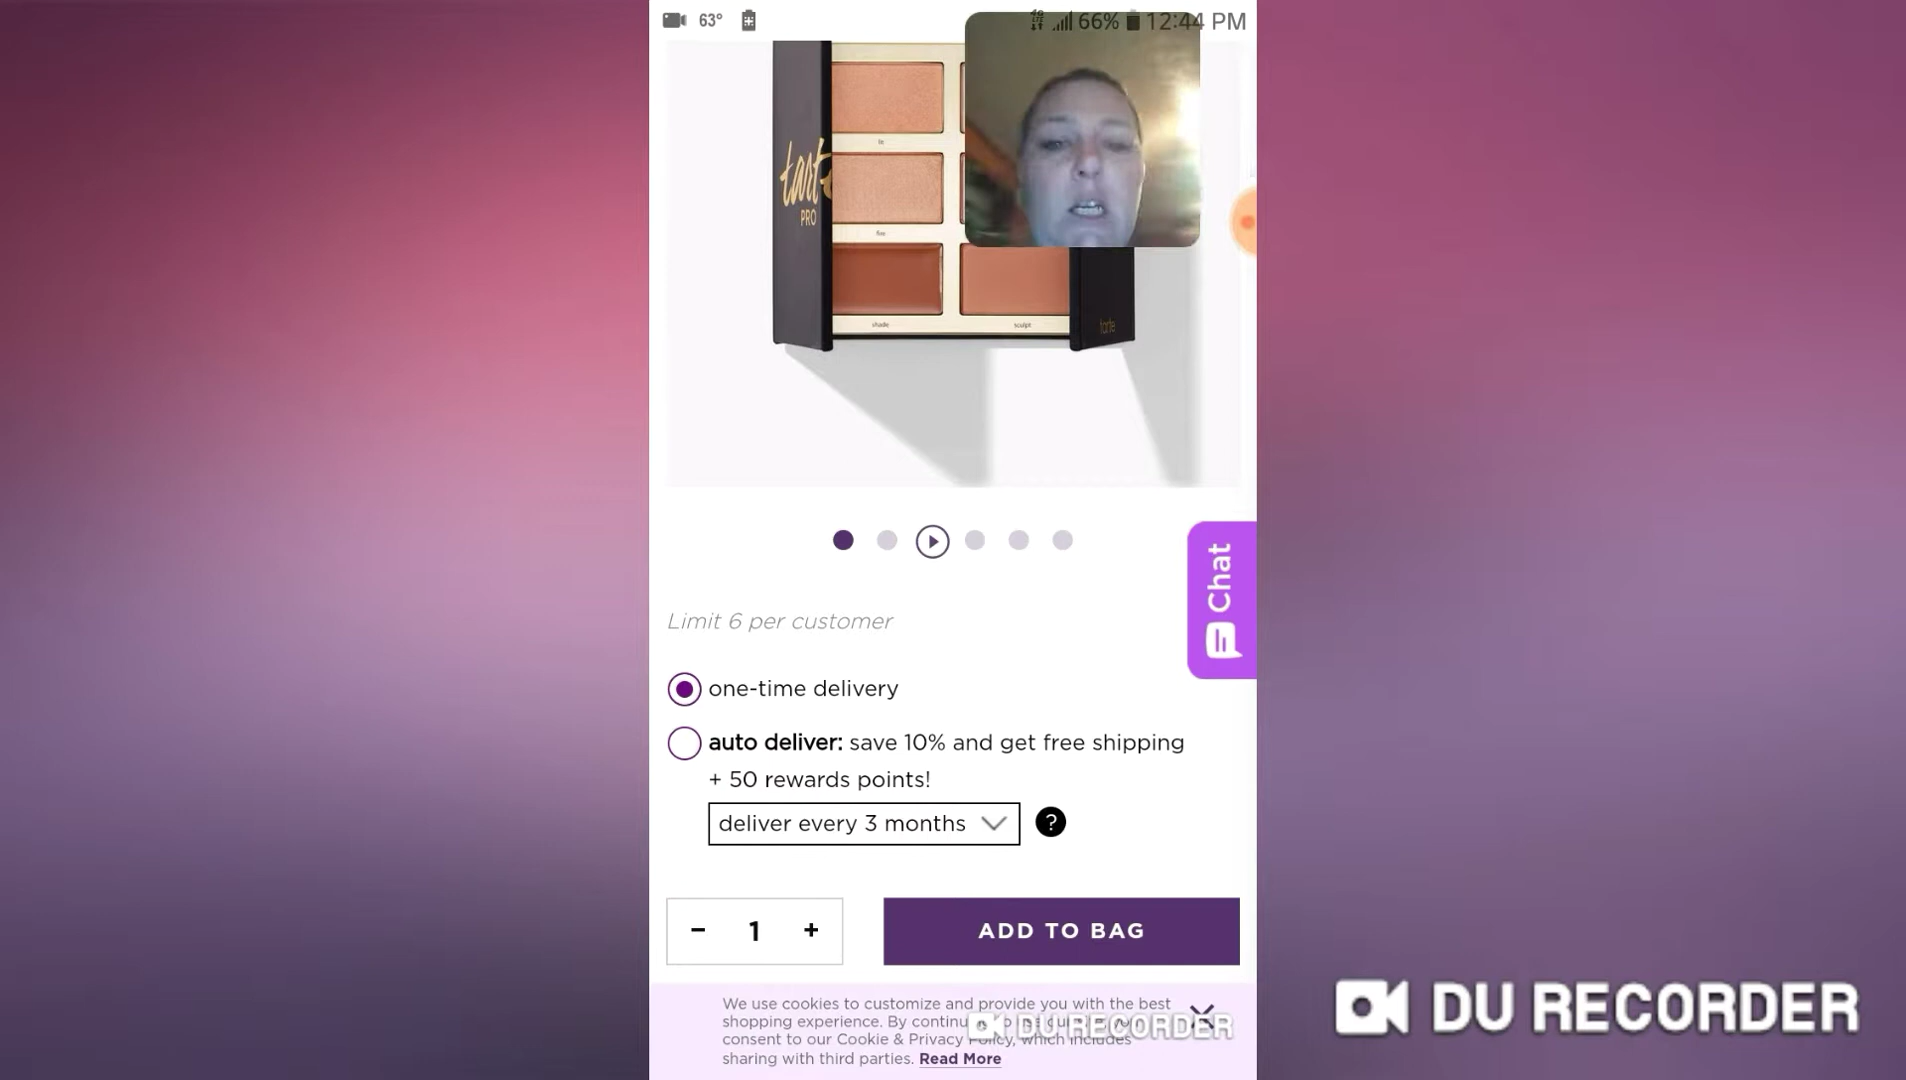 63°
66% 12:44 PM
tarte
PRO
shade
sculpt
tarte
Chat
Limit 6 per customer
one-time delivery
auto deliver: save 10% and get free shipping
+ 50 rewards points!
deliver every 3 months
?
- 1 +
ADD TO BAG
We use cookies to customize and provide you with the best
shopping experience. By
consent to our Cookie & Privacy Policy, which includes
sharing with third parties. Read More
DU RECORDER
DU RECORDER